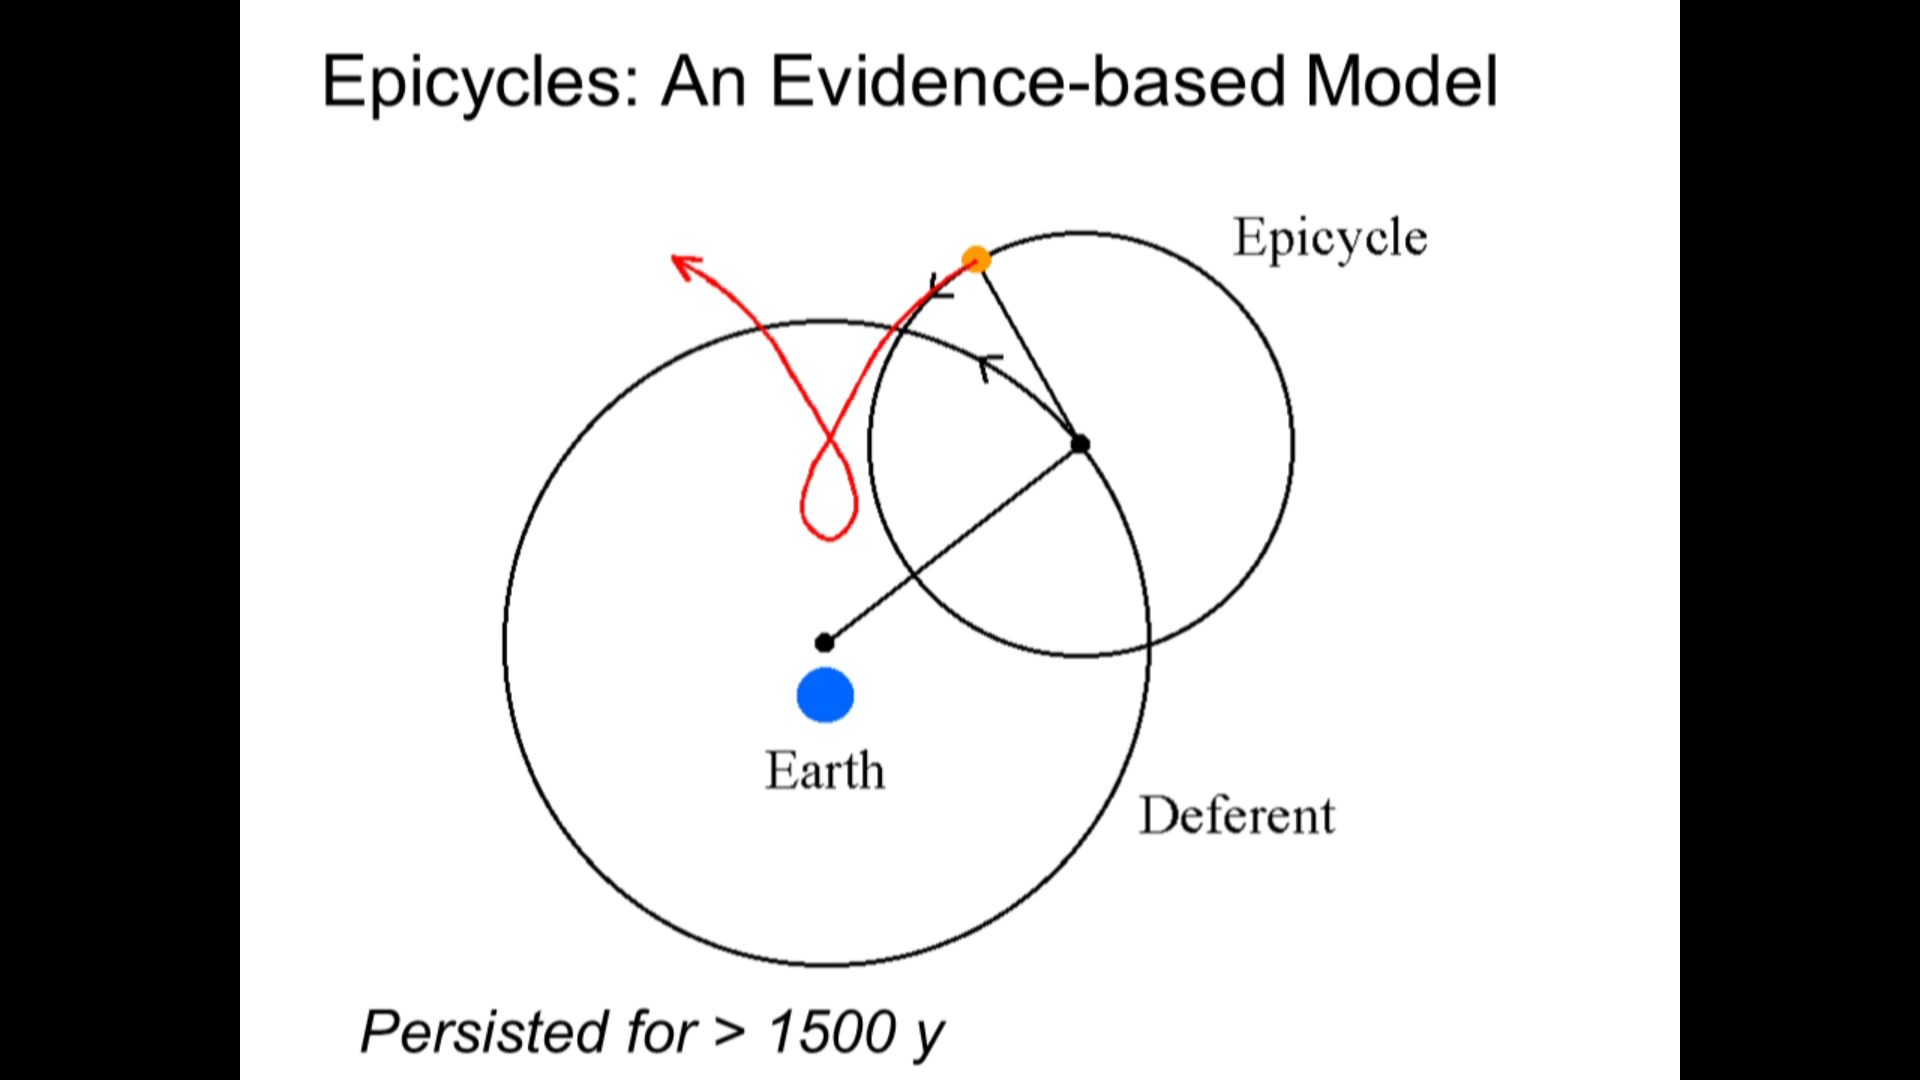 Epicycles: An Evidence-based Model
Epicycle
Earth
Deferent
Persisted for > 1500 y